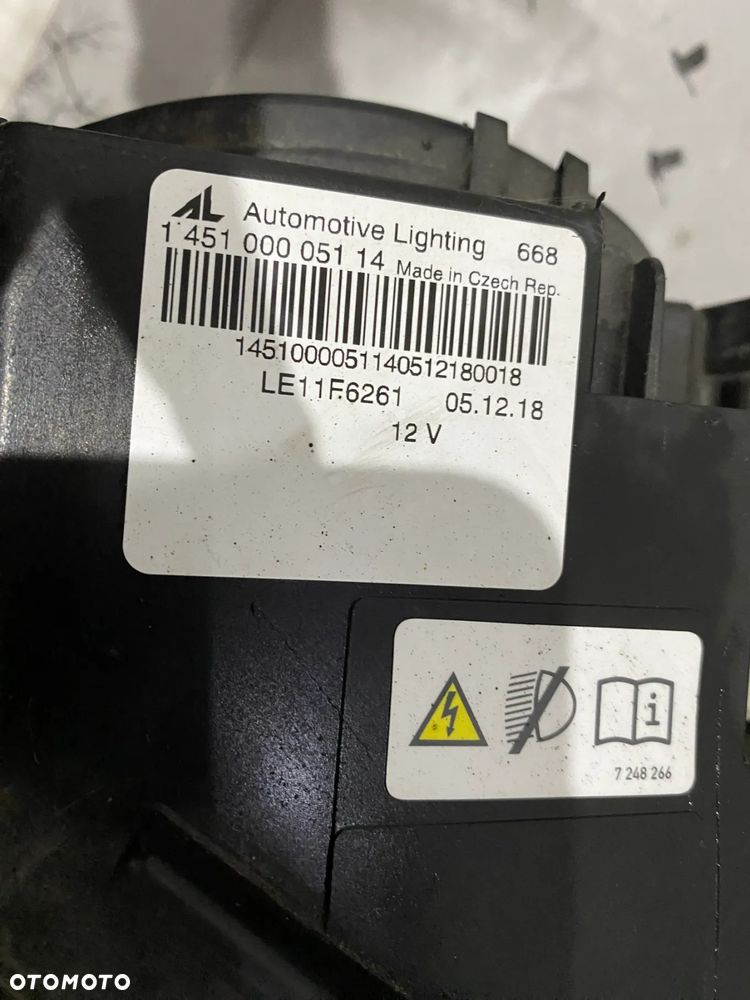 AL Automotive Lighting 668
1 451 000 051 14 Made in Czech Rep.
1451000051140512180018
LE11F6261 05.12.18
12 V
i
7 248 266
OTOMOTO